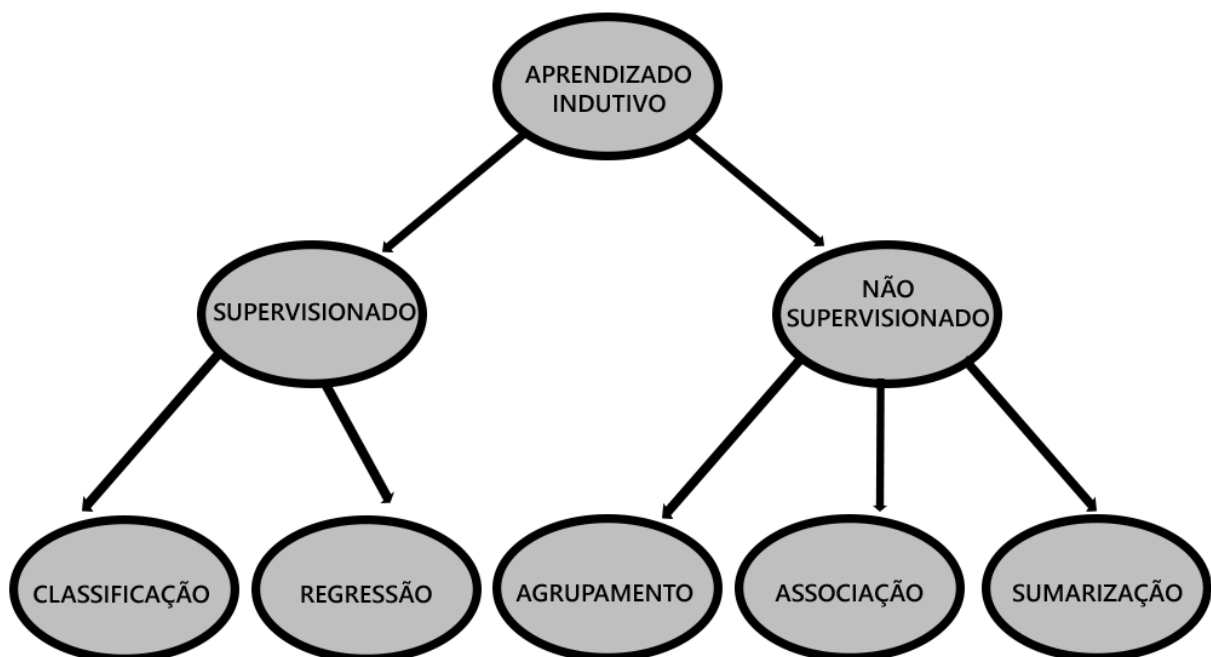 APRENDIZADO
INDUTIVO
SUPERVISIONADO
NÃO
SUPERVISIONADO
CLASSIFICAÇÃO
REGRESSÃO
AGRUPAMENTO
ASSOCIAÇÃO
SUMARIZAÇÃO